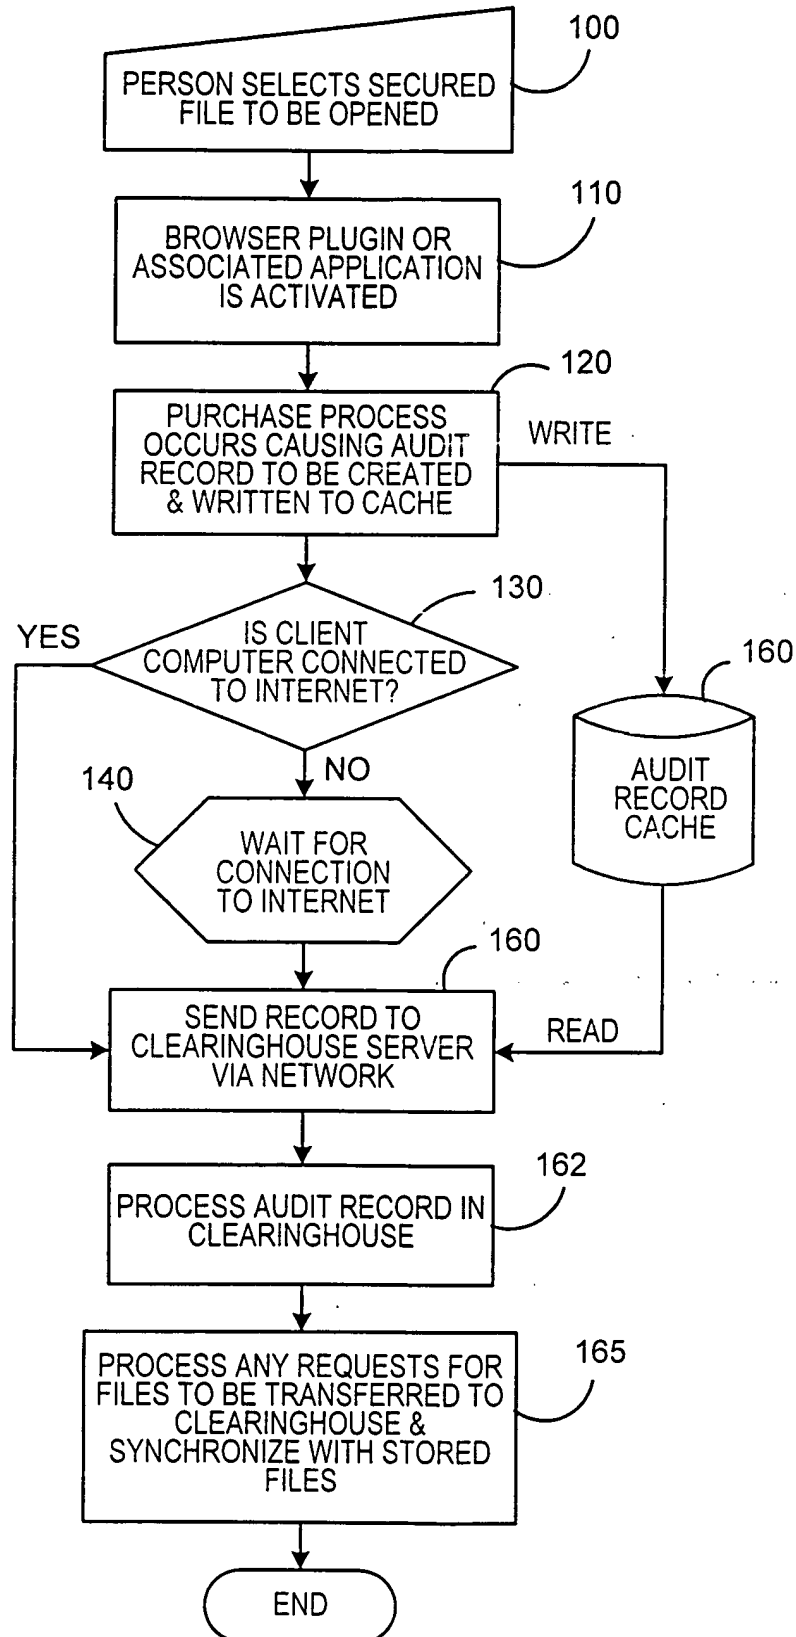 100
PERSON SELECTS SECURED
FILE TO BE OPENED
110
BROWSER PLUGIN OR
ASSOCIATED APPLICATION
IS ACTIVATED
120
PURCHASE PROCESS
OCCURS CAUSING AUDIT
RECORD TO BE CREATED
& WRITTEN TO CACHE
WRITE
130
YES
IS CLIENT
COMPUTER CONNECTED
TO INTERNET?
160
NO
140
AUDIT
RECORD
CACHE
WAIT FOR
CONNECTION
TO INTERNET
160
SEND RECORD TO
CLEARINGHOUSE SERVER
VIA NETWORK
READ
162
PROCESS AUDIT RECORD IN
CLEARINGHOUSE
165
PROCESS ANY REQUESTS FOR
FILES TO BE TRANSFERRED TO
CLEARINGHOUSE &
SYNCHRONIZE WITH STORED
FILES
END